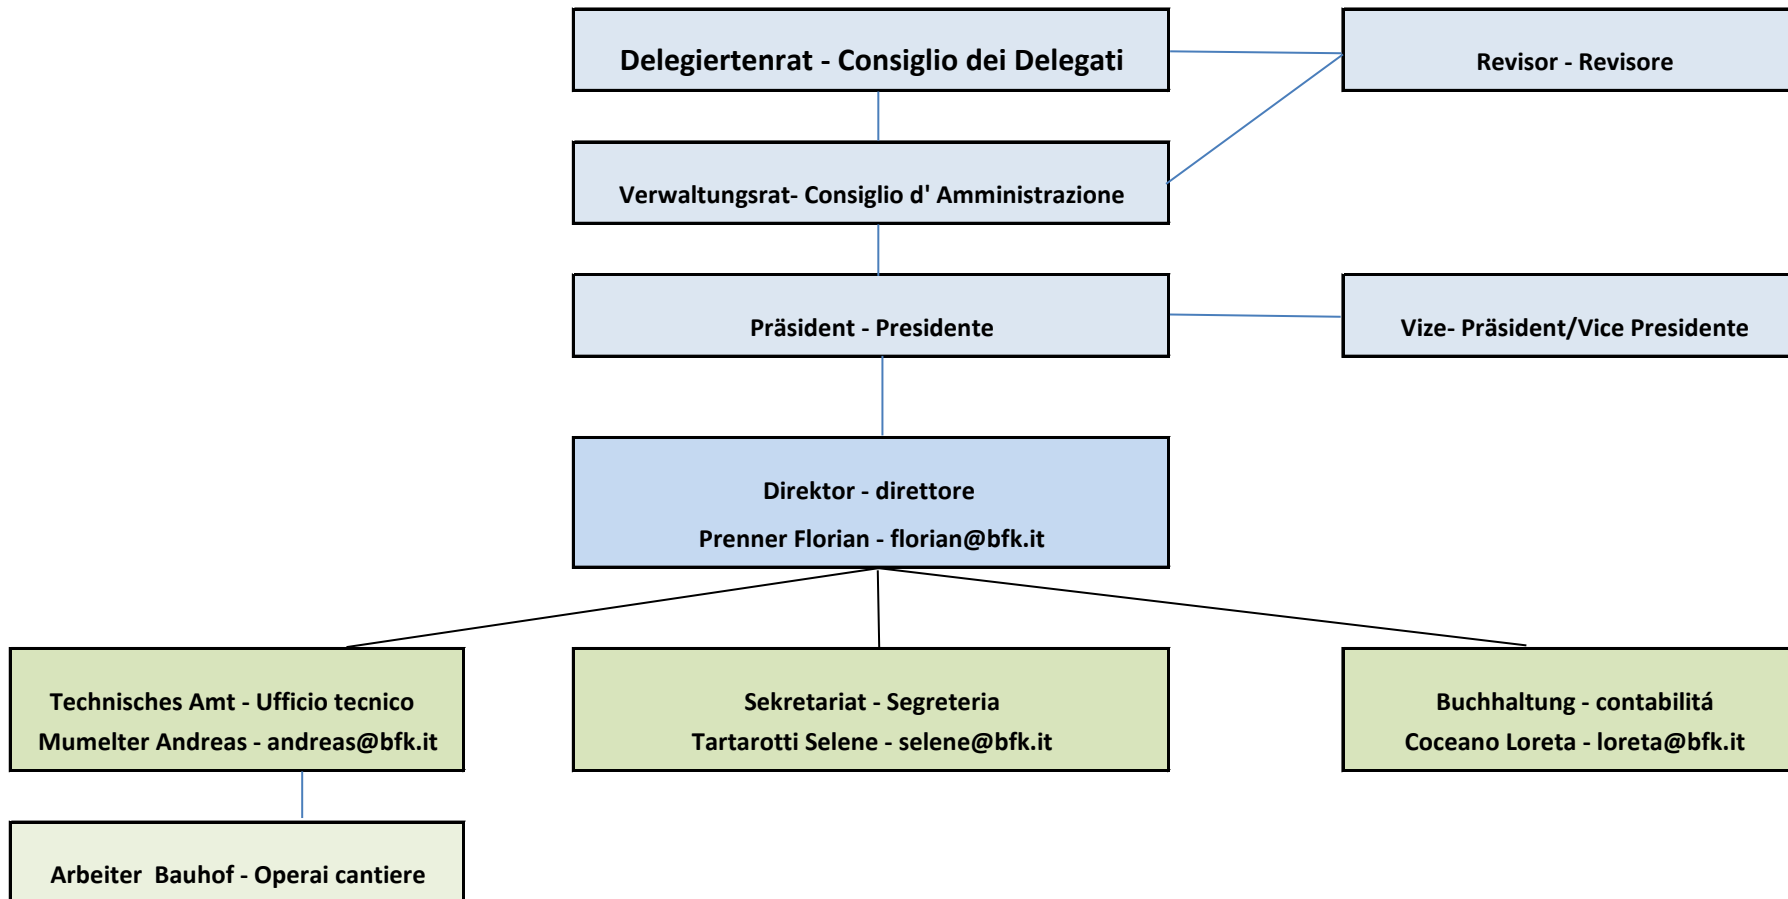 Delegiertenrat - Consiglio dei Delegati
Revisor - Revisore
Verwaltungsrat- Consiglio d' Amministrazione
Präsident - Presidente
Vize- Präsident/Vice Presidente
Direktor - direttore
Prenner Florian - florian@bfk.it
Technisches Amt - Ufficio tecnico
Mumelter Andreas - andreas@bfk.it
Sekretariat - Segreteria
Tartarotti Selene - selene@bfk.it
Buchhaltung - contabilitá
Coceano Loreta - loreta@bfk.it
Arbeiter  Bauhof - Operai cantiere